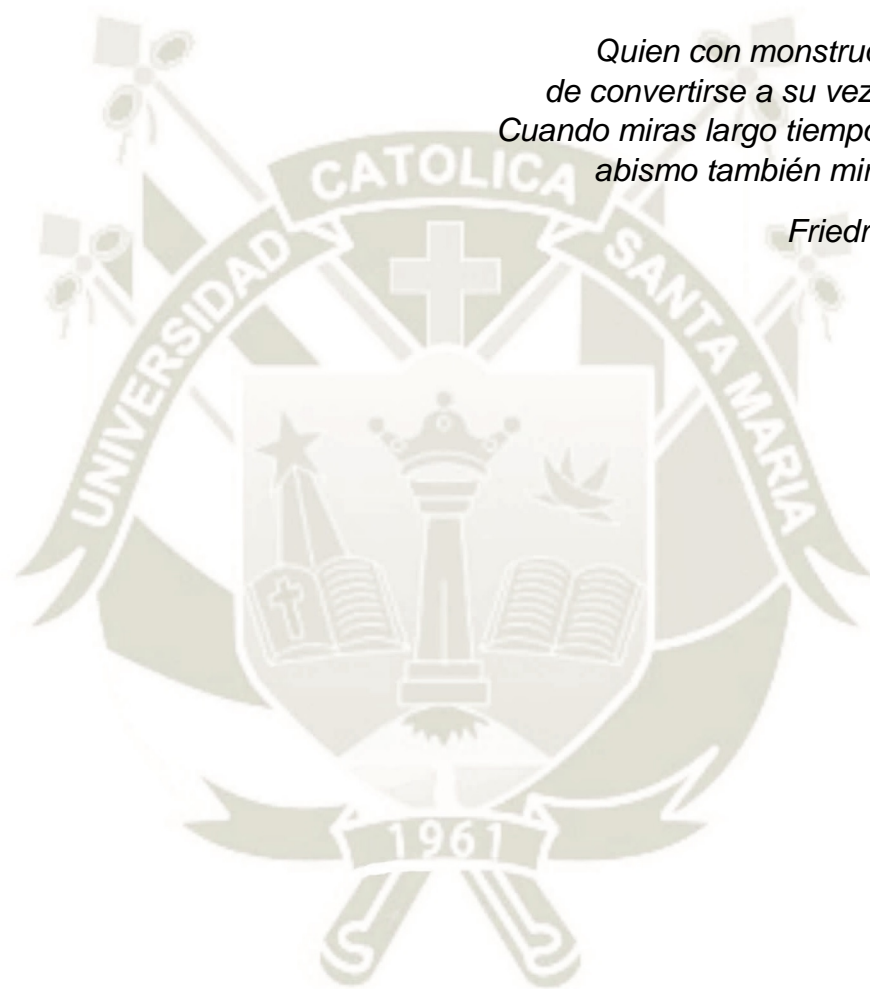 Quien con monstruo
de convertirse a su vez
Cuando miras largo tiempo
abismo también mir
Friedr
UNIVERSIDAD CATOLICA SANTA MARIA
1961